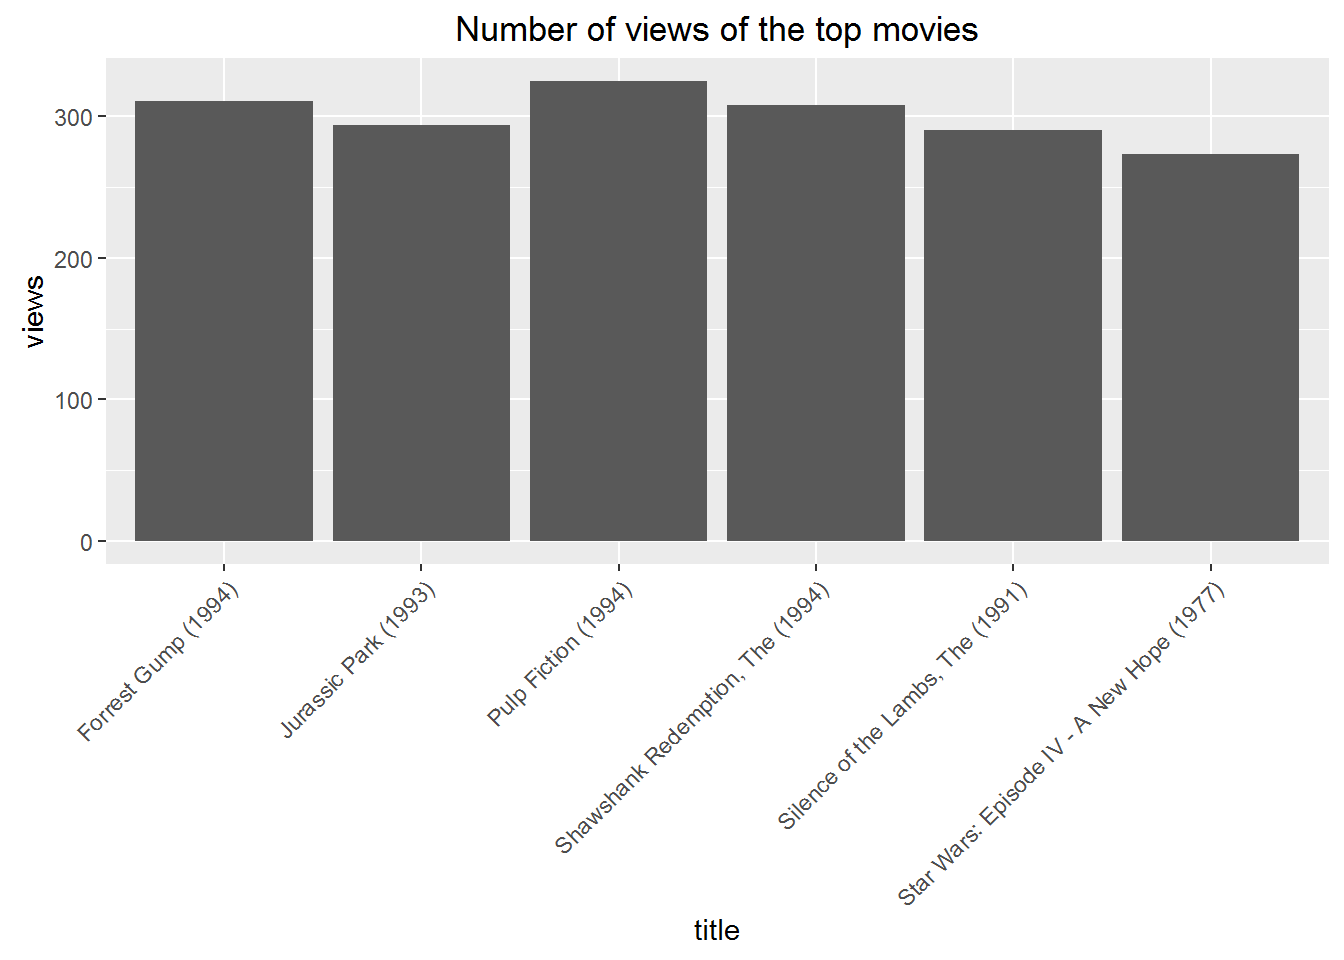 Number of views of the top movies
views
300
200
100
0
Forrest Gump (1994)
Jurassic Park (1993)
Pulp Fiction (1994)
Shawshank Redemption, The (1994)
Silence of the Lambs, The (1991)
Star Wars: Episode IV - A New Hope (1977)
title